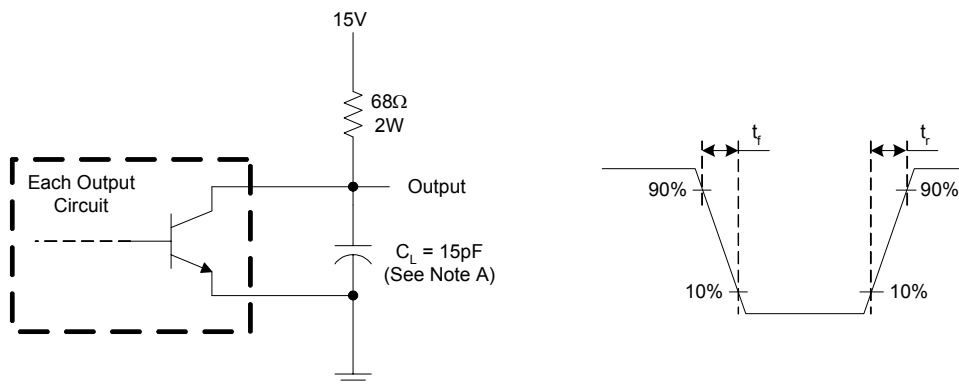 15V
68Ω
2W
Each Output
Circuit
Output
C_L = 15pF
(See Note A)
t_f
t_r
90%
90%
10%
10%